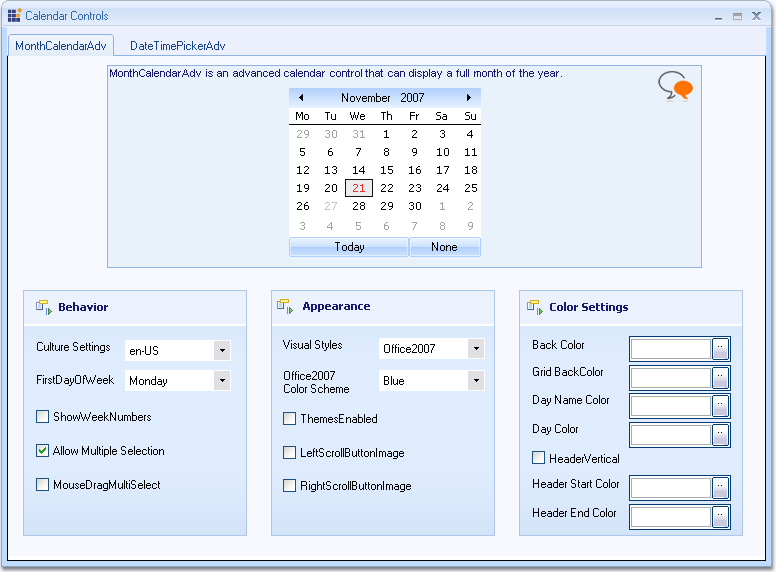 Calendar Controls
MonthCalendarAdv DateTimePickerAdv
MonthCalendarAdv is an advanced calendar control that can display a full month of the year.
November 2007
Mo Tu We Th Fr Sa Su
29 30 31 1 2 3 4
5 6 7 8 9 10 11
12 13 14 15 16 17 18
19 20 21 22 23 24 25
26 27 28 29 30 1 2
3 4 5 6 7 8 9
Today None
Behavior
Culture Settings en-US
FirstDayOfWeek Monday
ShowWeekNumbers
Allow Multiple Selection
MouseDragMultiSelect
Appearance
Visual Styles Office2007
Office2007
Color Scheme Blue
ThemesEnabled
LeftScrollButtonImage
RightScrollButtonImage
Color Settings
Back Color ..
Grid BackColor ..
Day Name Color ..
Day Color ..
HeaderVertical
Header Start Color ..
Header End Color ..